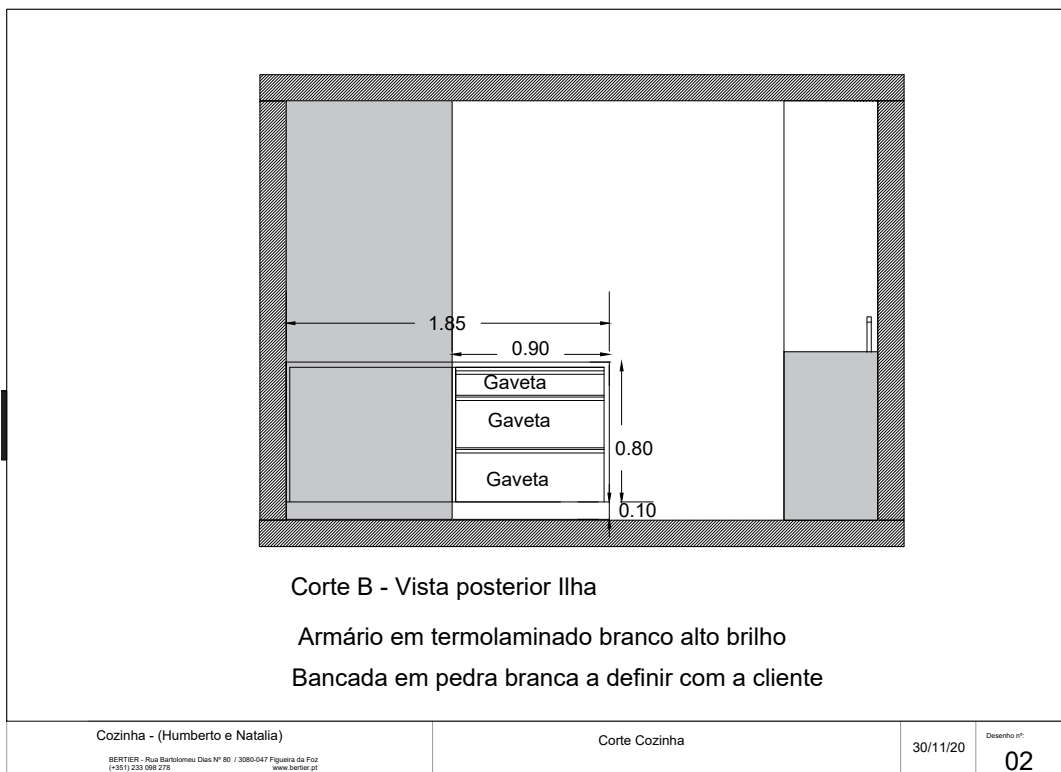 1.85
0.90
Gaveta
Gaveta
0.80
Gaveta
0.10
Corte B - Vista posterior Ilha
Armário em termolaminado branco alto brilho
Bancada em pedra branca a definir com a cliente
Cozinha - (Humberto e Natalia)
BERTIER - Rua Bartolomeu Dias Nº 80 / 3080-047 Figueira da Foz
(+351) 233 098 278 www.bertier.pt
Corte Cozinha
30/11/20
Desenho nº:
02